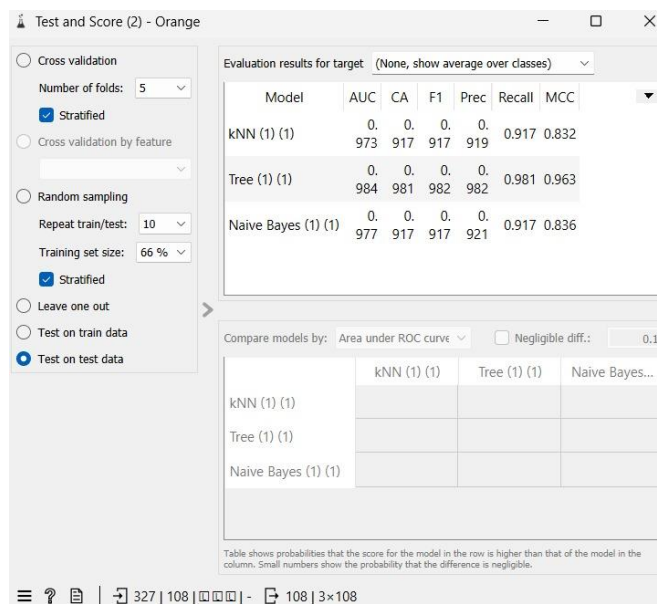 Test and Score (2) - Orange
Cross validation
Number of folds: 5
Stratified
Cross validation by feature
Random sampling
Repeat train/test: 10
Training set size: 66 %
Stratified
Leave one out
Test on train data
Test on test data
Evaluation results for target (None, show average over classes)
Model AUC CA F1 Prec Recall MCC
kNN (1) (1) 0.973 0.917 0.917 0.919 0.917 0.832
Tree (1) (1) 0.984 0.981 0.982 0.982 0.981 0.963
Naive Bayes (1) (1) 0.977 0.917 0.917 0.921 0.917 0.836
Compare models by: Area under ROC curve Negligible diff.: 0.1
kNN (1) (1) Tree (1) (1) Naive Bayes...
kNN (1) (1)
Tree (1) (1)
Naive Bayes (1) (1)
Table shows probabilities that the score for the model in the row is higher than that of the model in the
column. Small numbers show the probability that the difference is negligible.
327 | 108 | - 108 | 3×108